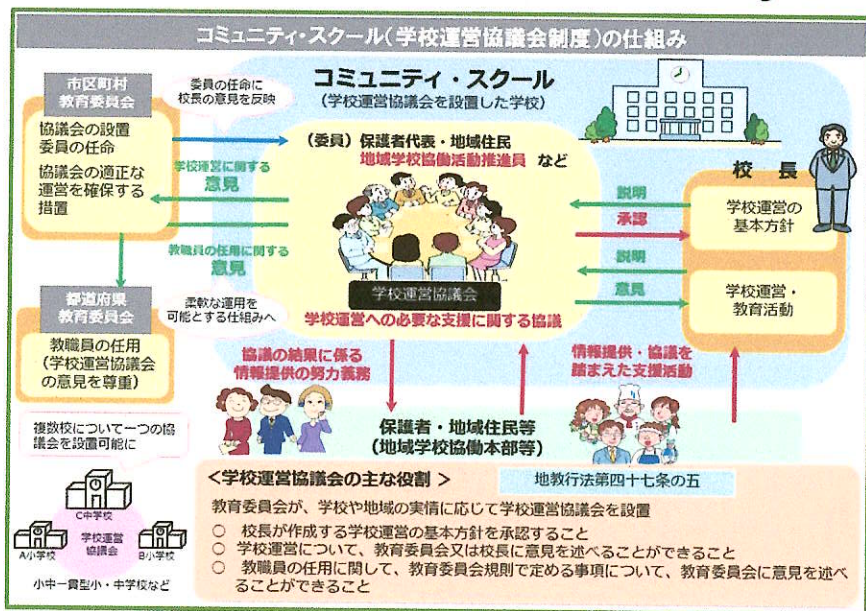 コミュニティ・スクール(学校運営協議会制度)の仕組み
市区町村
教育委員会
協議会の設置
委員の任命
協議会の適正な
運営を確保する
措置
委員の任命に
校長の意見を反映
コミュニティ・スクール
(学校運営協議会を設置した学校)
(委員) 保護者代表・地域住民
地域学校協働活動推進員 など
学校運営に関する
意見
教職員の任用に関する
意見
学校運営協議会
学校運営への必要な支援に関する協議
校 長
説明
承認
学校運営の
基本方針
説明
意見
学校運営・
教育活動
都道府県
教育委員会
柔軟な運用を
可能とする仕組みへ
教職員の任用
(学校運営協議会
の意見を尊重)
協議の結果に係る
情報提供の努力義務
情報提供・協議を
踏まえた支援活動
保護者・地域住民等
(地域学校協働本部等)
複数校について一つの協
議会を設置可能に
C中学校
学校運営
協議会
A小学校
B小学校
小中一貫型小・中学校など
<学校運営協議会の主な役割 >
地教行法第四十七条の五
教育委員会が、学校や地域の実情に応じて学校運営協議会を設置
○ 校長が作成する学校運営の基本方針を承認すること
○ 学校運営について、教育委員会又は校長に意見を述べることができること
○ 教職員の任用に関して、教育委員会規則で定める事項について、教育委員会に意見を述べ
ることができること